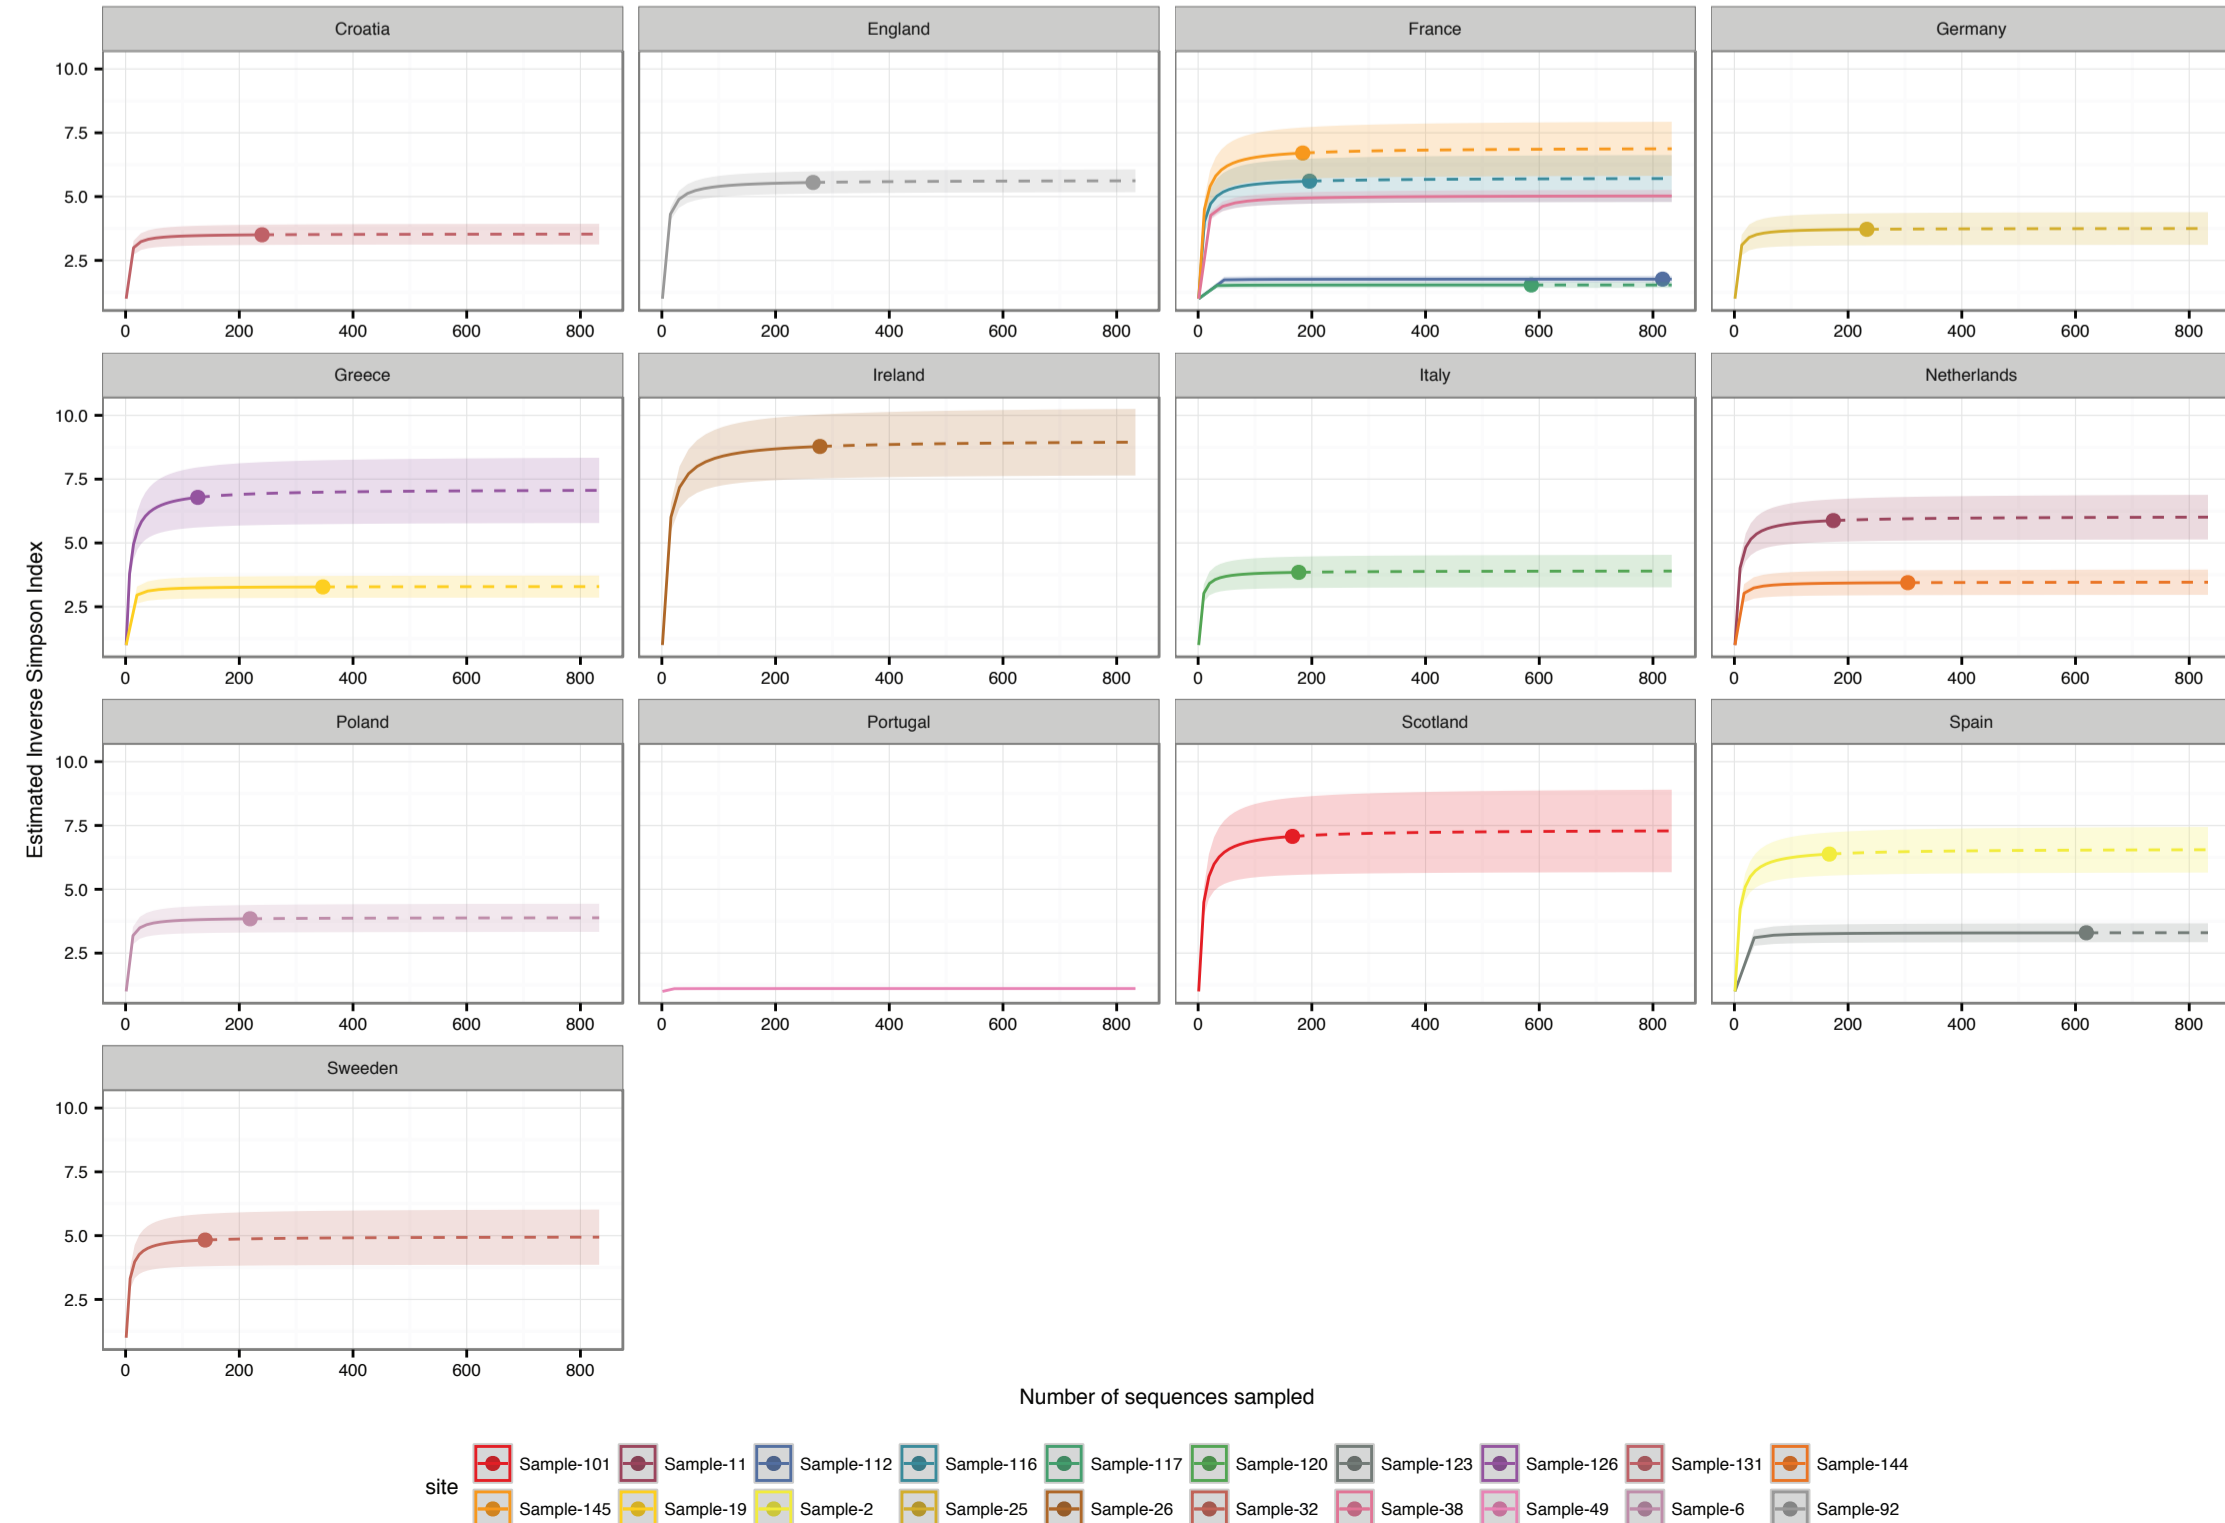 Croatia England France Germany
10.0
7.5
5.0
2.5
0 200 400 600 800 0 200 400 600 800 0 200 400 600 800 0 200 400 600 800
Greece Ireland Italy Netherlands
10.0
7.5
5.0
2.5
0 200 400 600 800 0 200 400 600 800 0 200 400 600 800 0 200 400 600 800
Estimated Inverse Simpson Index
Poland Portugal Scotland Spain
10.0
7.5
5.0
2.5
0 200 400 600 800 0 200 400 600 800 0 200 400 600 800 0 200 400 600 800
Sweeden
10.0
7.5
5.0
2.5
0 200 400 600 800
Number of sequences sampled
site
Sample-101 Sample-11 Sample-112 Sample-116 Sample-117 Sample-120 Sample-123 Sample-126 Sample-131 Sample-144
Sample-145 Sample-19 Sample-2 Sample-25 Sample-26 Sample-32 Sample-38 Sample-49 Sample-6 Sample-92